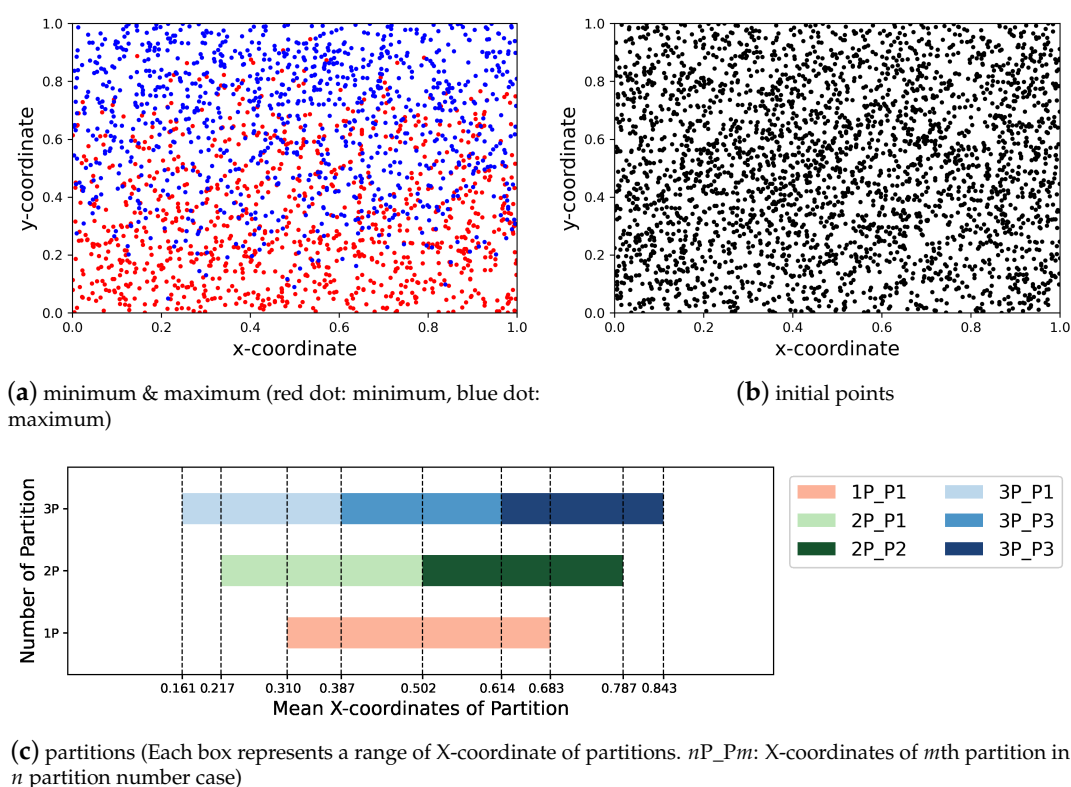 1.0
0.8
0.6
0.4
0.2
0.0
y-coordinate
0.0 0.2 0.4 0.6 0.8 1.0
x-coordinate
1.0
0.8
0.6
0.4
0.2
0.0
y-coordinate
0.0 0.2 0.4 0.6 0.8 1.0
x-coordinate
(a) minimum & maximum (red dot: minimum, blue dot:
maximum)
(b) initial points
Number of Partition
3P
2P
1P
0.161 0.217 0.310 0.387 0.502 0.614 0.683 0.787 0.843
Mean X-coordinates of Partition
1P_P1 3P_P1
2P_P1 3P_P3
2P_P2 3P_P3
(c) partitions (Each box represents a range of X-coordinate of partitions. nP_Pm: X-coordinates of mth partition in
n partition number case)